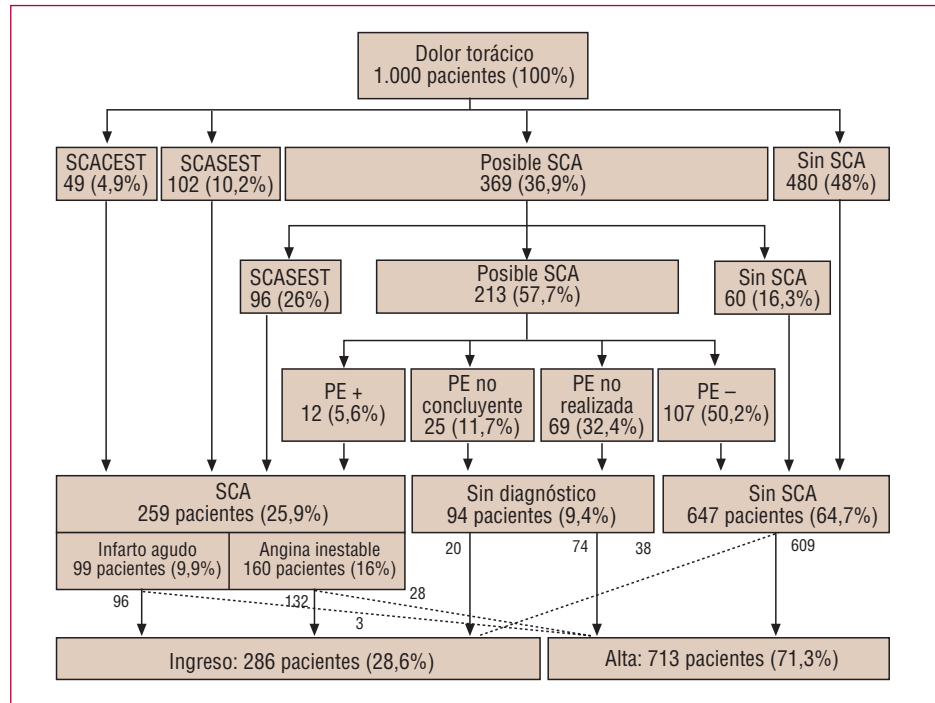 Dolor torácico
1.000 pacientes (100%)
SCACEST
49 (4,9%)
SCASEST
102 (10,2%)
Posible SCA
369 (36,9%)
Sin SCA
480 (48%)
SCASEST
96 (26%)
Posible SCA
213 (57,7%)
Sin SCA
60 (16,3%)
PE +
12 (5,6%)
PE no
concluyente
25 (11,7%)
PE no
realizada
69 (32,4%)
PE –
107 (50,2%)
SCA
259 pacientes (25,9%)
Sin diagnóstico
94 pacientes (9,4%)
Sin SCA
647 pacientes (64,7%)
Infarto agudo
99 pacientes (9,9%)
Angina inestable
160 pacientes (16%)
20
74
38
609
96
132
28
3
Ingreso: 286 pacientes (28,6%)
Alta: 713 pacientes (71,3%)